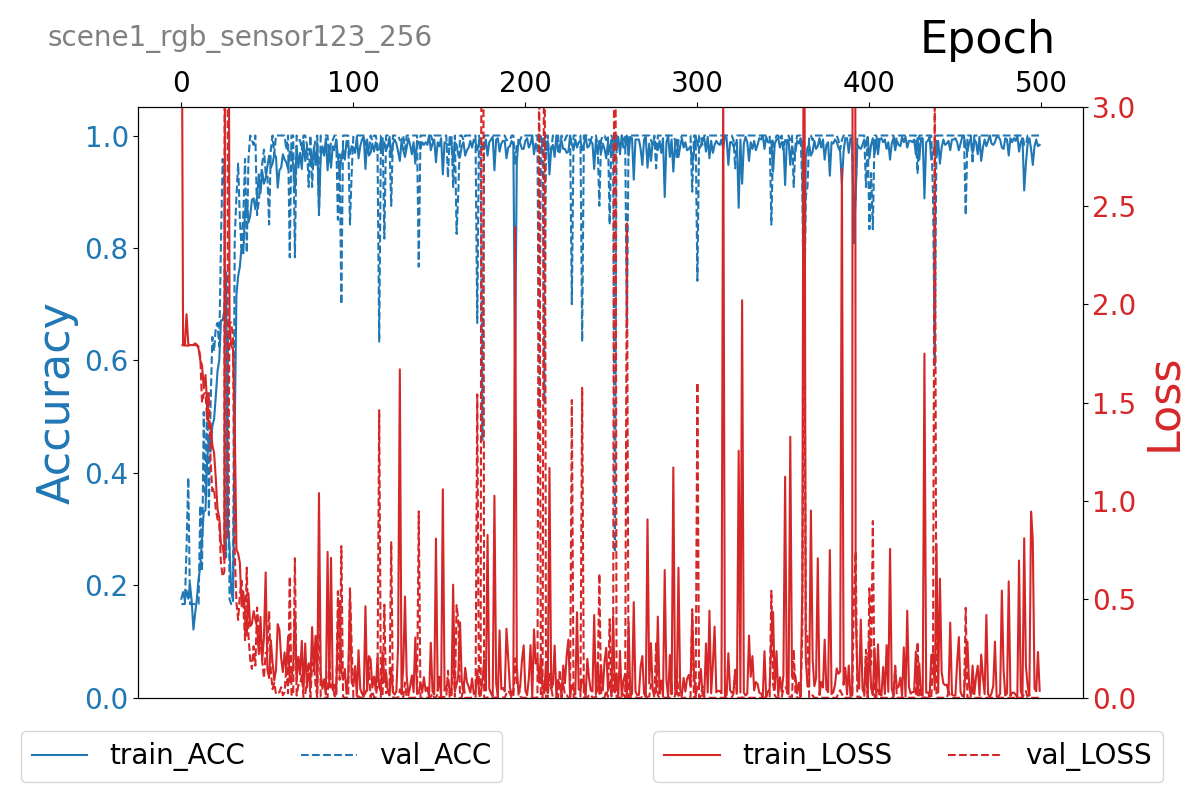 scene1_rgb_sensor123_256
Epoch
0 100 200 300 400 500
1.0 0.8 0.6 0.4 0.2 0.0
Accuracy
3.0 2.5 2.0 1.5 1.0 0.5 0.0
Loss
train_ACC val_ACC
train_LOSS val_LOSS